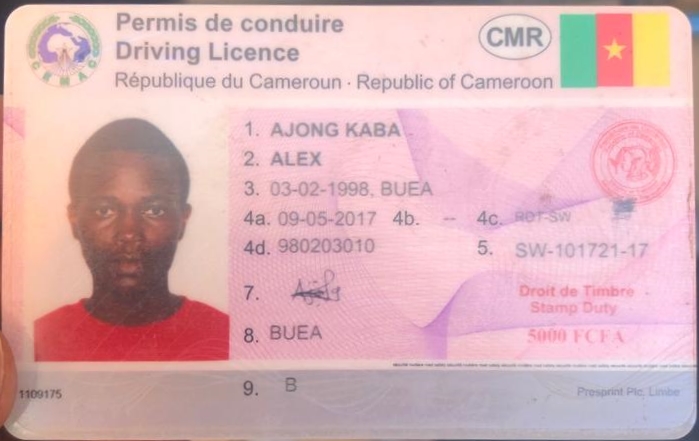 Permis de conduire
Driving Licence
CMR
République du Cameroun · Republic of Cameroon
CEMAC
1. AJONG KABA
2. ALEX
3. 03-02-1998, BUEA
4a. 09-05-2017 4b. -- 4c. RDT-SW
4d. 980203010 5. SW-101721-17
7.
Droit de Timbre
Stamp Duty
8. BUEA
5000 FCFA
1109175
9. B
Presprint Plc, Limbe